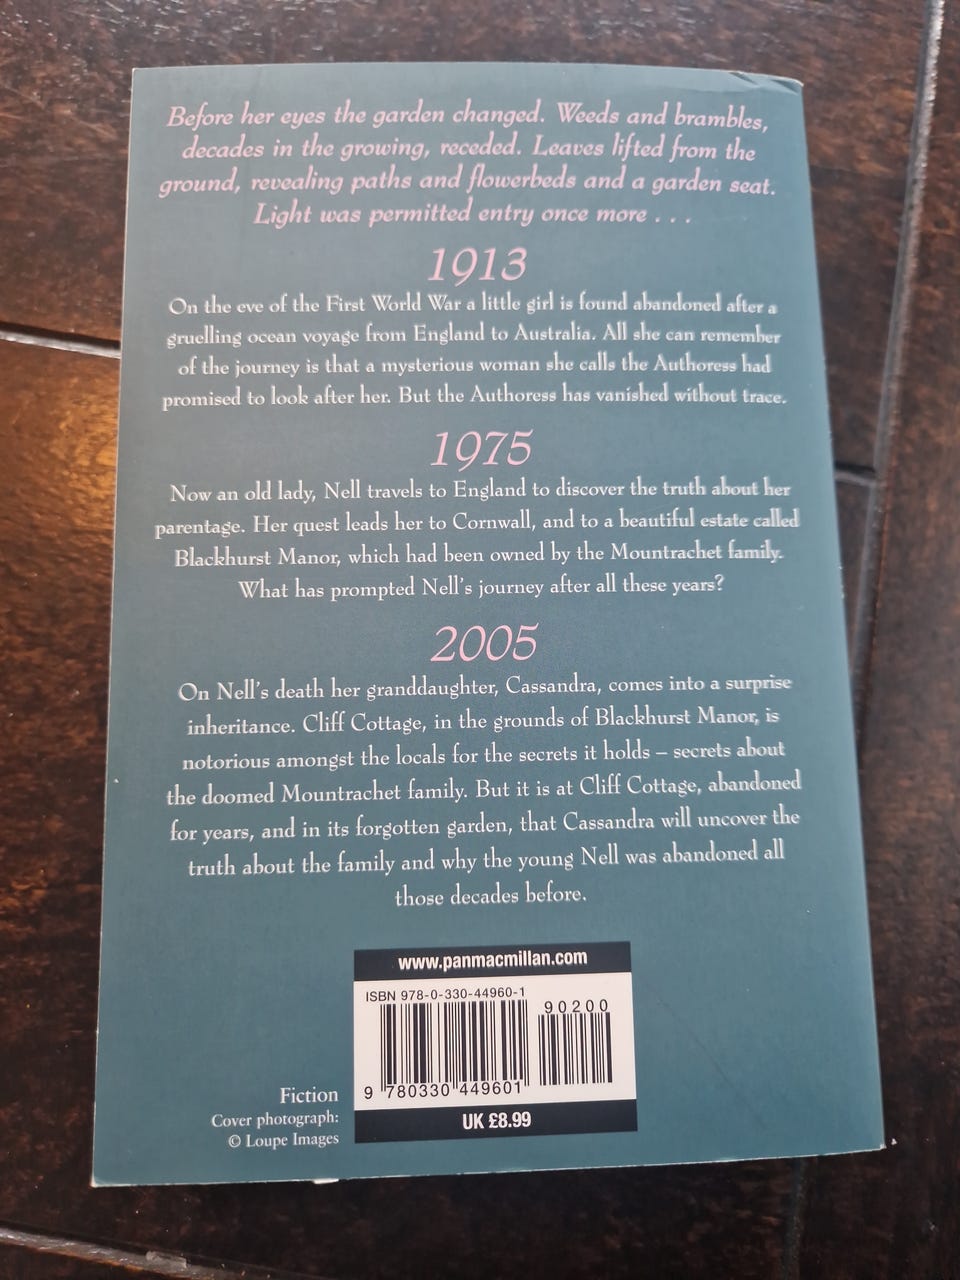 Before her eyes the garden changed. Weeds and brambles,
decades in the growing, receded. Leaves lifted from the
ground, revealing paths and flowerbeds and a garden seat.
Light was permitted entry once more . . .
1913
On the eve of the First World War a little girl is found abandoned after a
gruelling ocean voyage from England to Australia. All she can remember
of the journey is that a mysterious woman she calls the Authoress had
promised to look after her. But the Authoress has vanished without trace.
1975
Now an old lady, Nell travels to England to discover the truth about her
parentage. Her quest leads her to Cornwall, and to a beautiful estate called
Blackhurst Manor, which had been owned by the Mountrachet family.
What has prompted Nell's journey after all these years?
2005
On Nell's death her granddaughter, Cassandra, comes into a surprise
inheritance. Cliff Cottage, in the grounds of Blackhurst Manor, is
notorious amongst the locals for the secrets it holds – secrets about
the doomed Mountrachet family. But it is at Cliff Cottage, abandoned
for years, and in its forgotten garden, that Cassandra will uncover the
truth about the family and why the young Nell was abandoned all
those decades before.
www.panmacmillan.com
ISBN 978-0-330-44960-1
90200
9 780330 449601
UK £8.99
Fiction
Cover photograph:
© Loupe Images